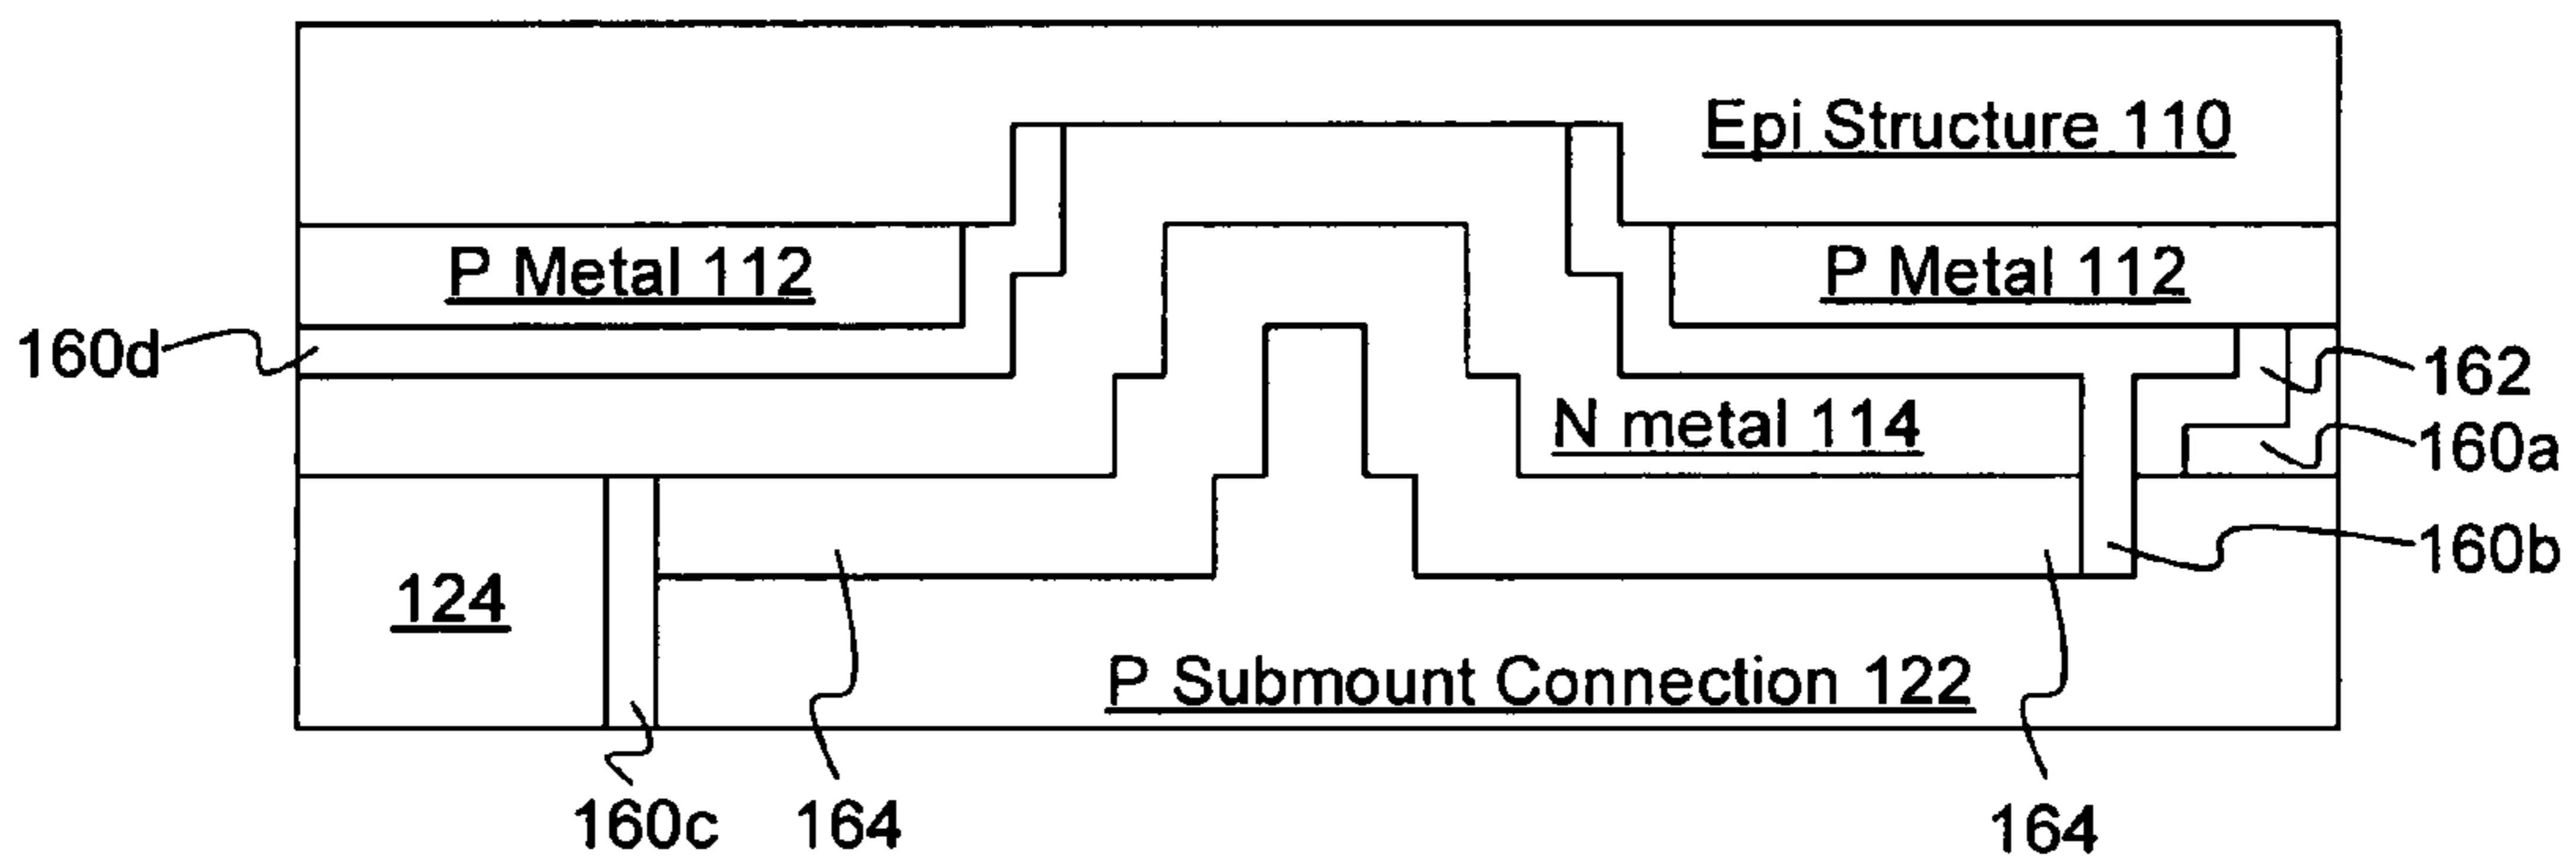 Epi Structure 110
P Metal 112
P Metal 112
160d
162
N metal 114
160a
160b
124
P Submount Connection 122
160c
164
164